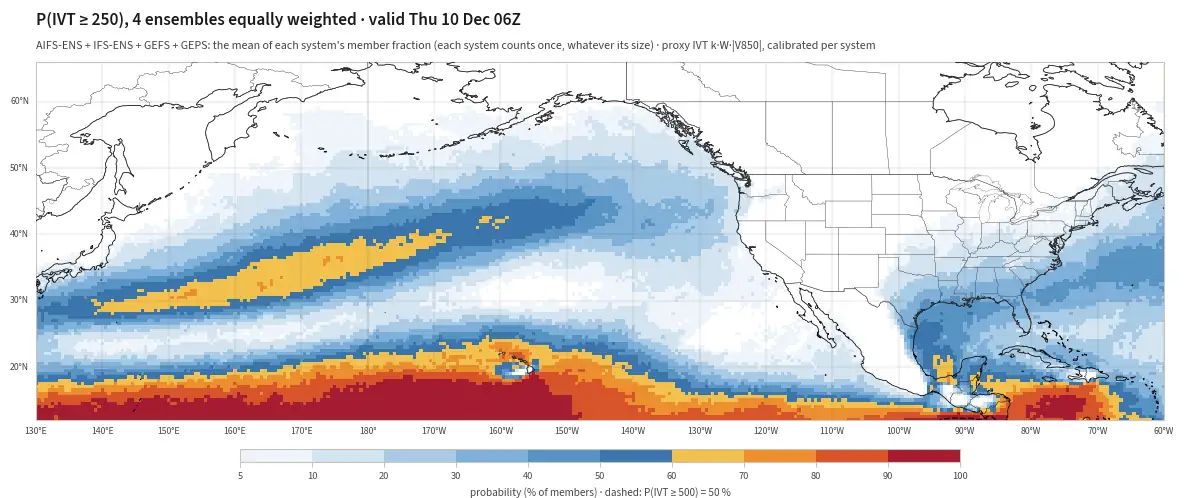 P(IVT ≥ 250), 4 ensembles equally weighted · valid Thu 10 Dec 06Z
AIFS-ENS + IFS-ENS + GEFS + GEPS: the mean of each system's member fraction (each system counts once, whatever its size) · proxy IVT k·W·|V850|, calibrated per system
60°N
50°N
40°N
30°N
20°N
130°E 140°E 150°E 160°E 170°E 180° 170°W 160°W 150°W 140°W 130°W 120°W 110°W 100°W 90°W 80°W 70°W 60°W
5 10 20 30 40 50 60 70 80 90 100
probability (% of members) · dashed: P(IVT ≥ 500) = 50 %